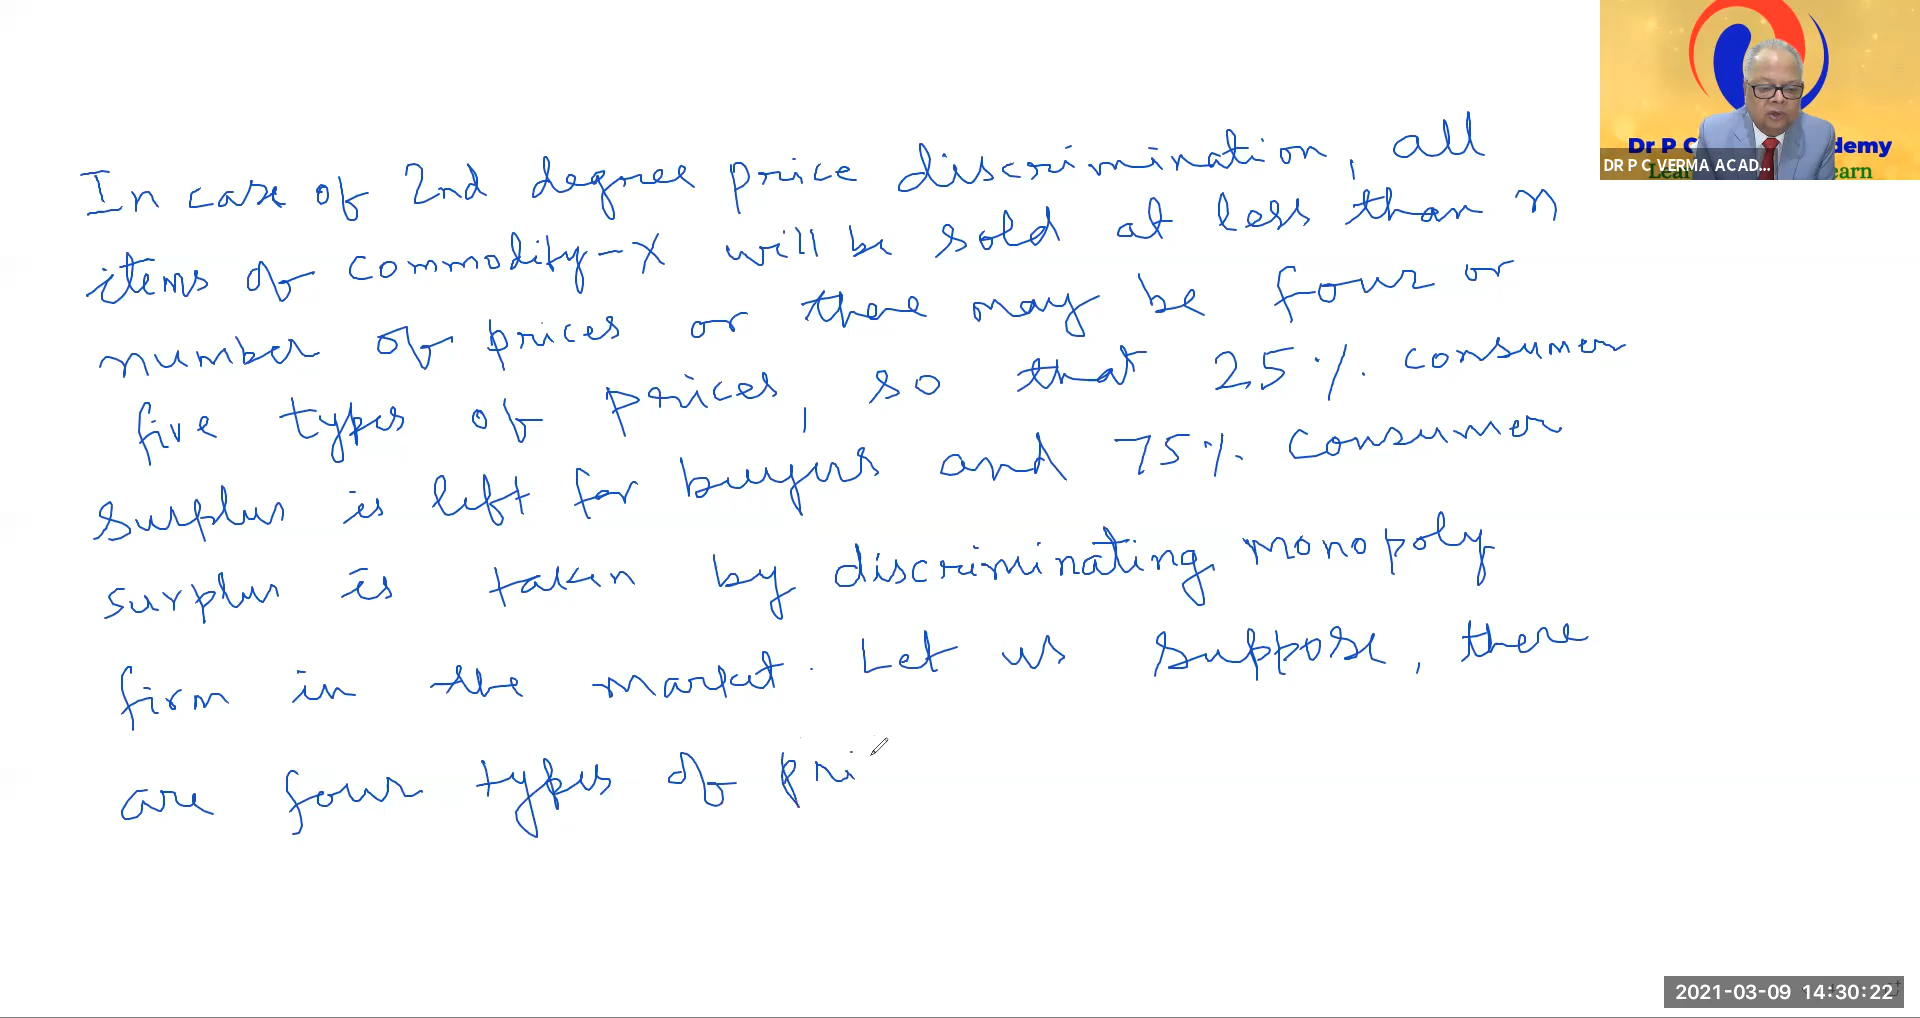 In case of 2nd degree price discrimination, all
items of commodity-X will be sold at less than n
number of prices or there may be four or
five types of prices, so that 25% consumer
surplus is left for buyers and 75% consumer
surplus is taken by discriminating monopoly
firm in the market. Let us suppose, there
are four types of pri
Dr P C demy
DR P C VERMA ACAD...
Lear earn
2021-03-09 14:30:22